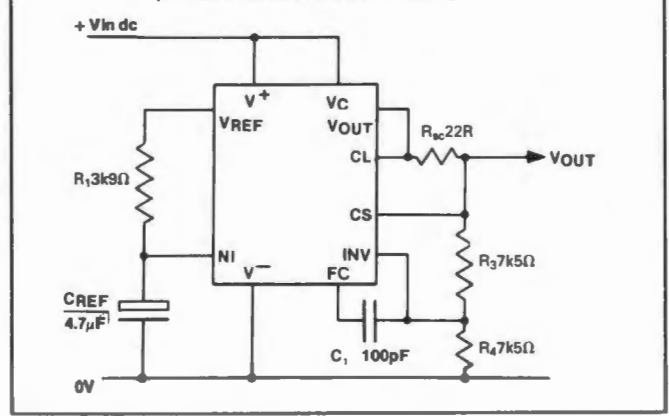 + Vin dc
V+
VC
VREF
VOUT
CL
Rsc22R
VOUT
R₁3k9Ω
CS
NI
INV
R₃7k5Ω
V−
FC
CREF
4.7µF
C₁ 100pF
R₄7k5Ω
0V